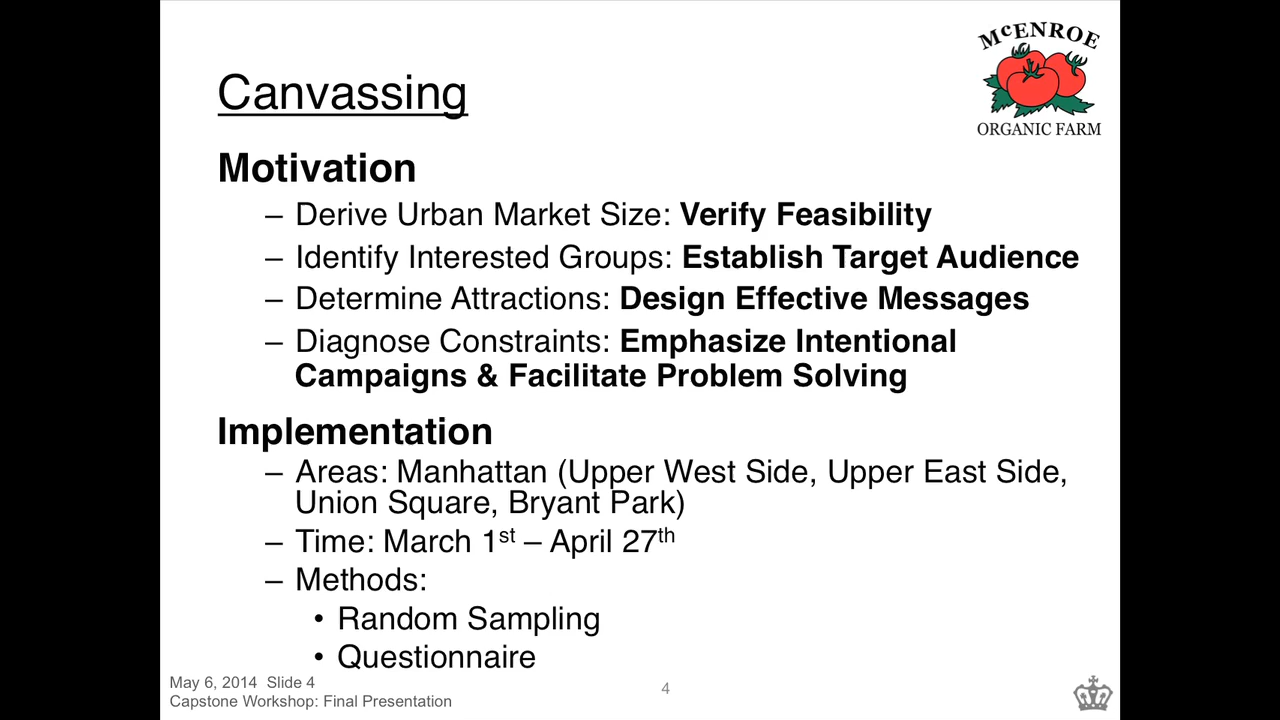 McENROE
ORGANIC FARM
Canvassing
Motivation
– Derive Urban Market Size: Verify Feasibility
– Identify Interested Groups: Establish Target Audience
– Determine Attractions: Design Effective Messages
– Diagnose Constraints: Emphasize Intentional
Campaigns & Facilitate Problem Solving
Implementation
– Areas: Manhattan (Upper West Side, Upper East Side,
Union Square, Bryant Park)
– Time: March 1st – April 27th
– Methods:
• Random Sampling
• Questionnaire
May 6, 2014 Slide 4
Capstone Workshop: Final Presentation
4